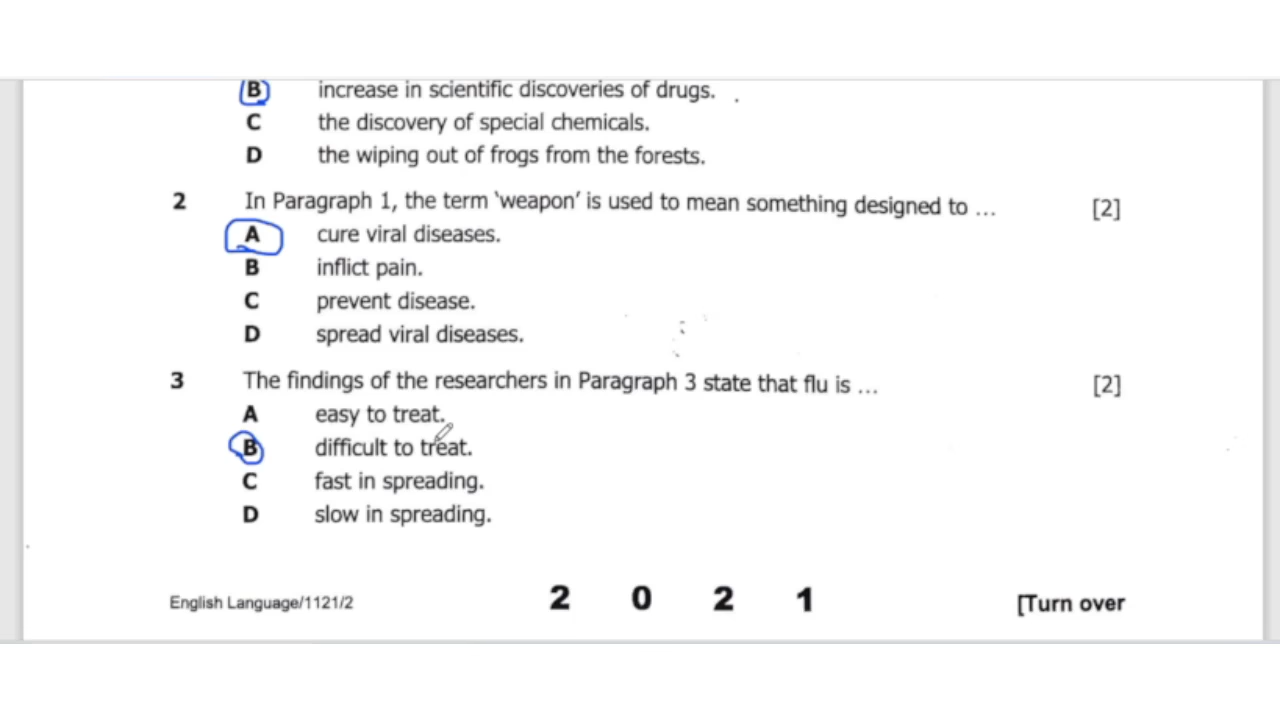 B increase in scientific discoveries of drugs.
C the discovery of special chemicals.
D the wiping out of frogs from the forests.
2 In Paragraph 1, the term ‘weapon’ is used to mean something designed to ... [2]
A cure viral diseases.
B inflict pain.
C prevent disease.
D spread viral diseases.
3 The findings of the researchers in Paragraph 3 state that flu is ... [2]
A easy to treat.
B difficult to treat.
C fast in spreading.
D slow in spreading.
English Language/1121/2 2 0 2 1 [Turn over